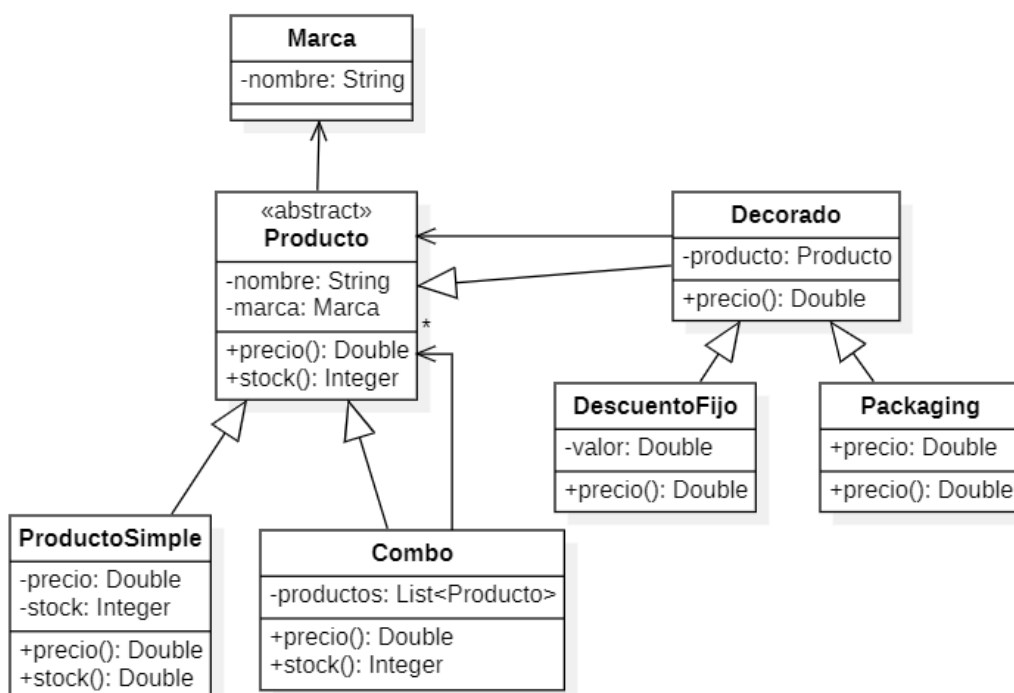 Marca
-nombre: String
«abstract»
Producto
-nombre: String
-marca: Marca
+precio(): Double
+stock(): Integer
*
Decorado
-producto: Producto
+precio(): Double
DescuentoFijo
-valor: Double
+precio(): Double
Packaging
+precio: Double
+precio(): Double
ProductoSimple
-precio: Double
-stock: Integer
+precio(): Double
+stock(): Double
Combo
-productos: List<Producto>
+precio(): Double
+stock(): Integer